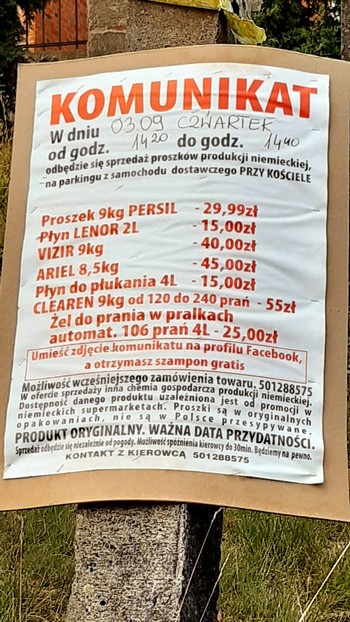 KOMUNIKAT
W dniu 03.09 CZWARTEK
od godz. 14 20 do godz. 14 40
odbędzie się sprzedaż proszków produkcji niemieckiej,
na parkingu z samochodu dostawczego PRZY KOŚCIELE
Proszek 9kg PERSIL - 29,99zł
Płyn LENOR 2L - 15,00zł
VIZIR 9kg - 40,00zł
ARIEL 8,5kg - 45,00zł
Płyn do płukania 4L - 15,00zł
CLEAREN 9kg od 120 do 240 prań - 55zł
Żel do prania w pralkach
automat. 106 prań 4L - 25,00zł
Umieść zdjęcie komunikatu na profilu Facebook,
a otrzymasz szampon gratis
Możliwość wcześniejszego zamówienia towaru. 501288575
W ofercie sprzedaży inna chemia gospodarcza produkcji niemieckiej.
Dostępność danego produktu uzależniona jest od promocji w
niemieckich supermarketach. Proszki są w oryginalnych
opakowaniach, nie są w Polsce przesypywane.
PRODUKT ORYGINALNY. WAŻNA DATA PRZYDATNOŚCI.
Sprzedaż odbędzie się niezależnie od pogody. Możliwość spóźnienia kierowcy do 30min. Będziemy na pewno.
KONTAKT Z KIEROWCĄ 501288575